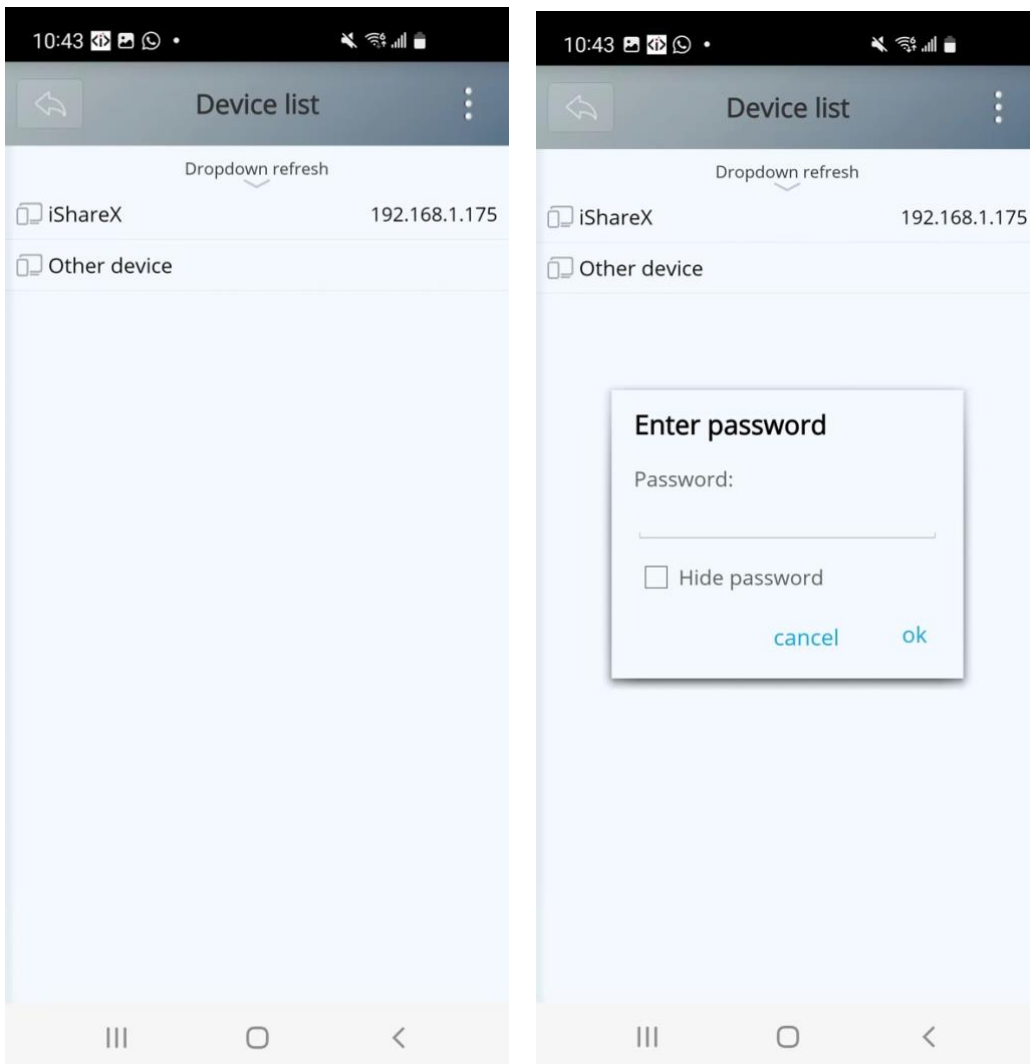 10:43
Device list
Dropdown refresh
iShareX 192.168.1.175
Other device
10:43
Device list
Dropdown refresh
iShareX 192.168.1.175
Other device
Enter password
Password:
Hide password
cancel ok